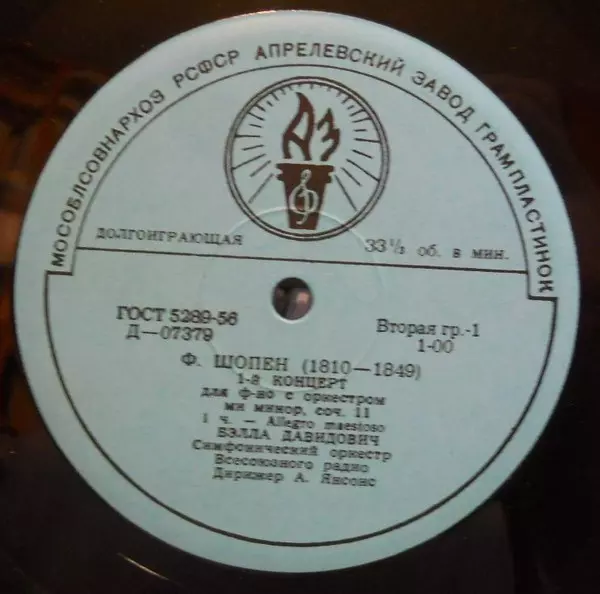 МОСОБЛСОВНАРХОЗ РСФСР АПРЕЛЕВСКИЙ ЗАВОД ГРАМПЛАСТИНОК
АЗ
ДОЛГОИГРАЮЩАЯ
33⅓ об. в мин.
ГОСТ 5289-56
Д—07379
Вторая гр.-1
1-00
Ф. ШОПЕН (1810—1849)
1-й КОНЦЕРТ
для ф-но с оркестром
ми минор, соч. 11
1 ч. — Allegro maestoso
БЭЛЛА ДАВИДОВИЧ
Симфонический оркестр
Всесоюзного радио
Дирижер А. Янсонс